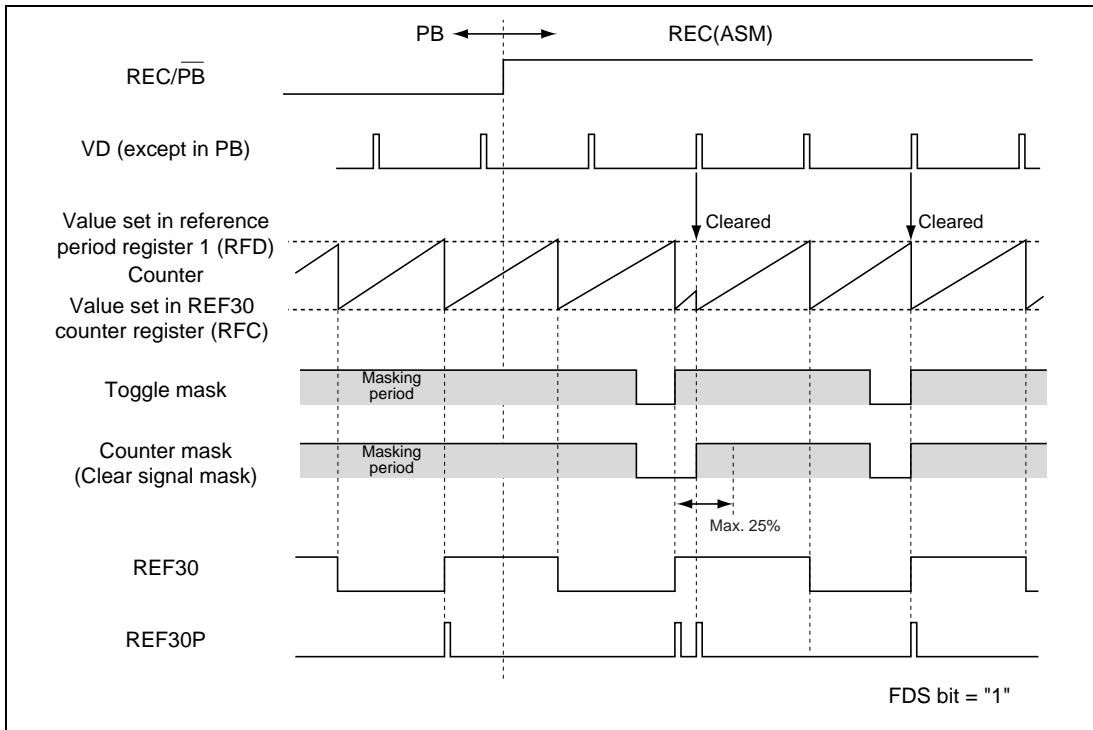 PB
REC(ASM)
REC/P̅B̅
VD (except in PB)
Value set in reference
period register 1 (RFD)
Cleared
Cleared
Counter
Value set in REF30
counter register (RFC)
Toggle mask
Masking
period
Counter mask
(Clear signal mask)
Masking
period
Max. 25%
REF30
REF30P
FDS bit = "1"